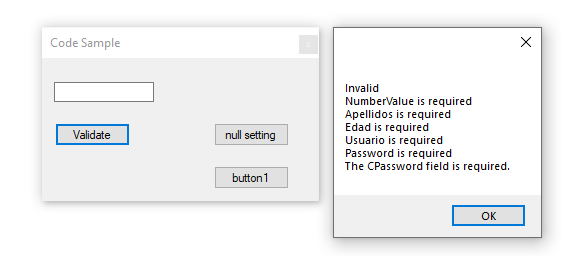 Code Sample
Validate
null setting
button1
Invalid
NumberValue is required
Apellidos is required
Edad is required
Usuario is required
Password is required
The CPassword field is required.
OK